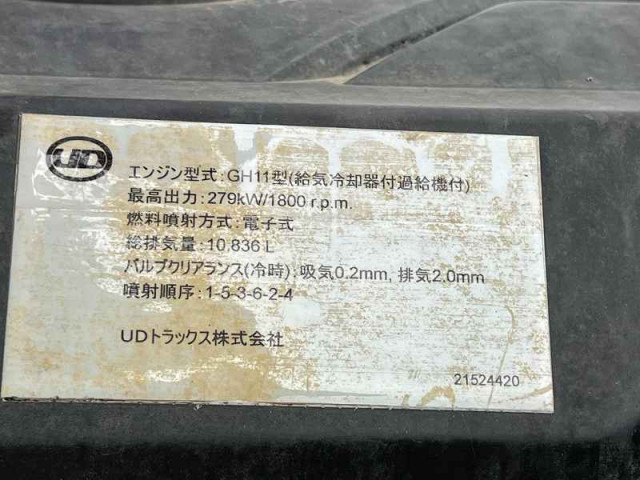 UD
エンジン型式:GH11型(給気冷却器付過給機付)
最高出力:279kW/1800 r.p.m.
燃料噴射方式:電子式
総排気量:10.836 L
バルブクリアランス(冷時):吸気0.2mm, 排気2.0mm
噴射順序:1-5-3-6-2-4
UDトラックス株式会社
21524420